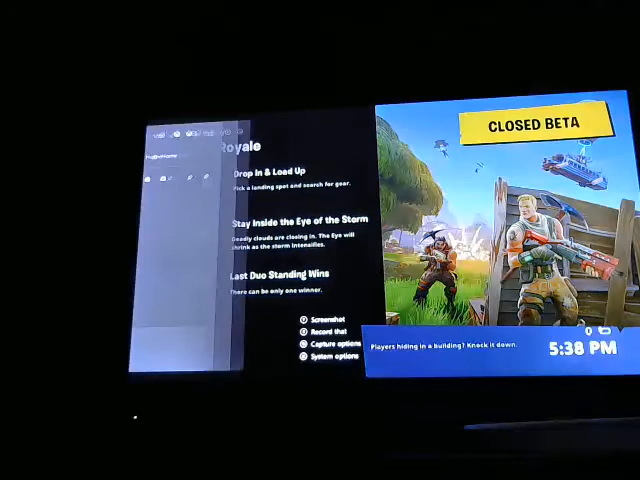 Royale
CLOSED BETA
Drop In & Load Up
Pick a landing spot and search for gear.
Stay Inside the Eye of the Storm
Deadly clouds are closing in. The Eye will
shrink as the storm intensifies.
Last Duo Standing Wins
There can be only one winner.
Screenshot
Record that
Capture options
System options
Players hiding in a building? Knock it down.
0
5:38 PM